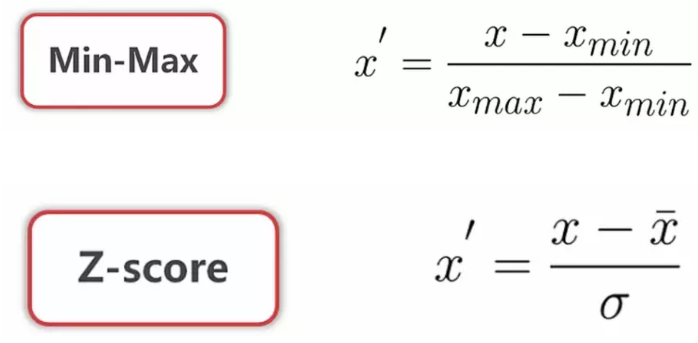 Min-Max
x' = (x − x_min) / (x_max − x_min)
Z-score
x' = (x − x̄) / σ